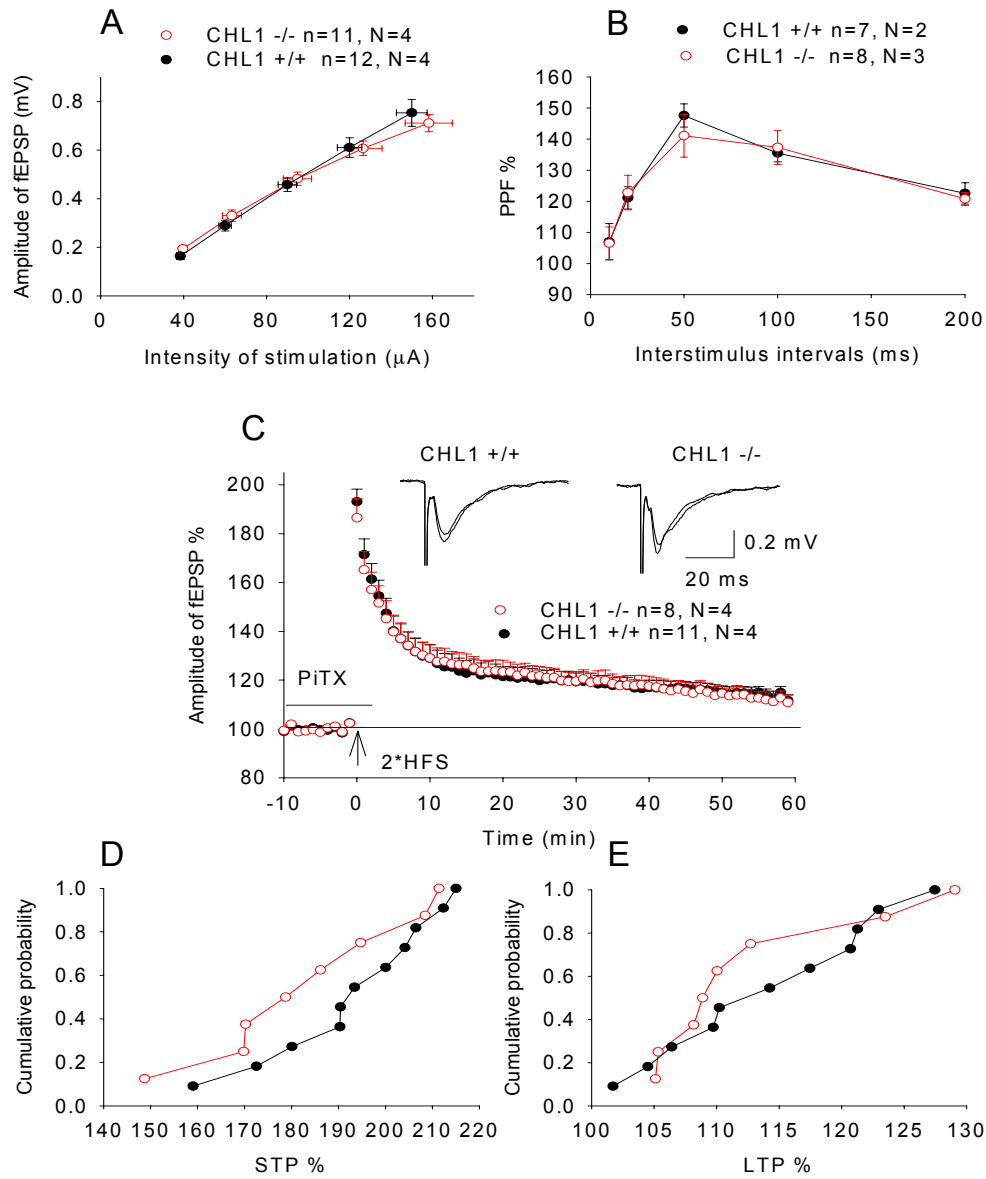 A
CHL1 -/- n=11, N=4
CHL1 +/+ n=12, N=4
Amplitude of fEPSP (mV)
0.8
0.6
0.4
0.2
0.0
0 40 80 120 160
Intensity of stimulation (μA)
B
CHL1 +/+ n=7, N=2
CHL1 -/- n=8, N=3
PPF %
160
150
140
130
120
110
100
90
0 50 100 150 200
Interstimulus intervals (ms)
C
CHL1 +/+
CHL1 -/-
0.2 mV
20 ms
CHL1 -/- n=8, N=4
CHL1 +/+ n=11, N=4
Amplitude of fEPSP %
200
180
160
140
120
100
80
PiTX
2*HFS
-10 0 10 20 30 40 50 60
Time (min)
D
Cumulative probability
1.0
0.8
0.6
0.4
0.2
0.0
140 150 160 170 180 190 200 210 220
STP %
E
Cumulative probability
1.0
0.8
0.6
0.4
0.2
0.0
100 105 110 115 120 125 130
LTP %